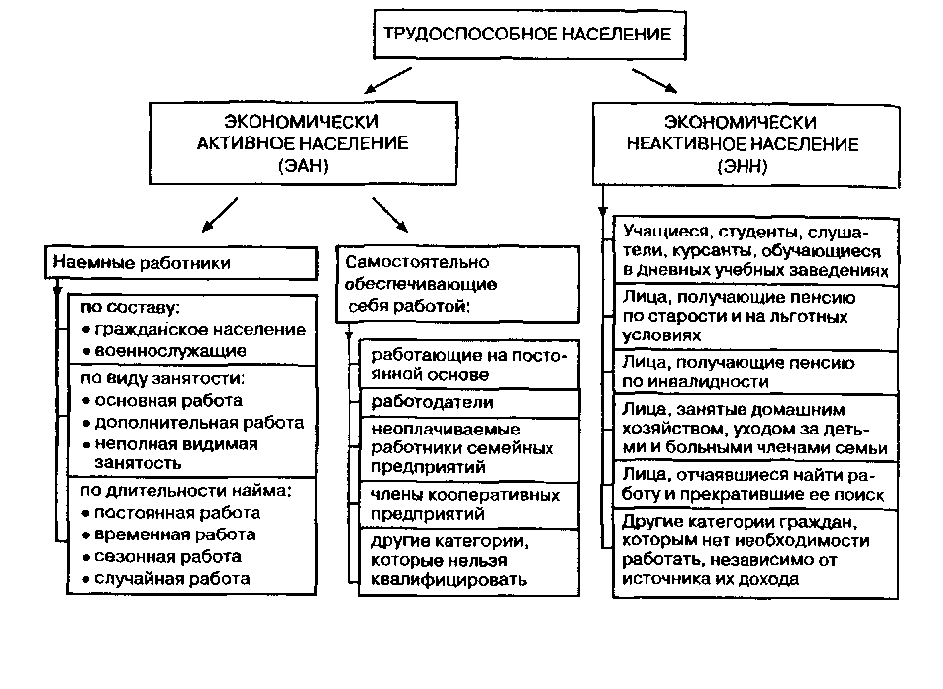 ТРУДОСПОСОБНОЕ НАСЕЛЕНИЕ
ЭКОНОМИЧЕСКИ
АКТИВНОЕ НАСЕЛЕНИЕ
(ЭАН)
ЭКОНОМИЧЕСКИ
НЕАКТИВНОЕ НАСЕЛЕНИЕ
(ЭНН)
Наемные работники
по составу:
• гражданское население
• военнослужащие
по виду занятости:
• основная работа
• дополнительная работа
• неполная видимая
занятость
по длительности найма:
• постоянная работа
• временная работа
• сезонная работа
• случайная работа
Самостоятельно
обеспечивающие
себя работой:
работающие на посто-
янной основе
работодатели
неоплачиваемые
работники семейных
предприятий
члены кооперативных
предприятий
другие категории,
которые нельзя
квалифицировать
Учащиеся, студенты, слуша-
тели, курсанты, обучающиеся
в дневных учебных заведениях
Лица, получающие пенсию
по старости и на льготных
условиях
Лица, получающие пенсию
по инвалидности
Лица, занятые домашним
хозяйством, уходом за деть-
ми и больными членами семьи
Лица, отчаявшиеся найти ра-
боту и прекратившие ее поиск
Другие категории граждан,
которым нет необходимости
работать, независимо от
источника их дохода